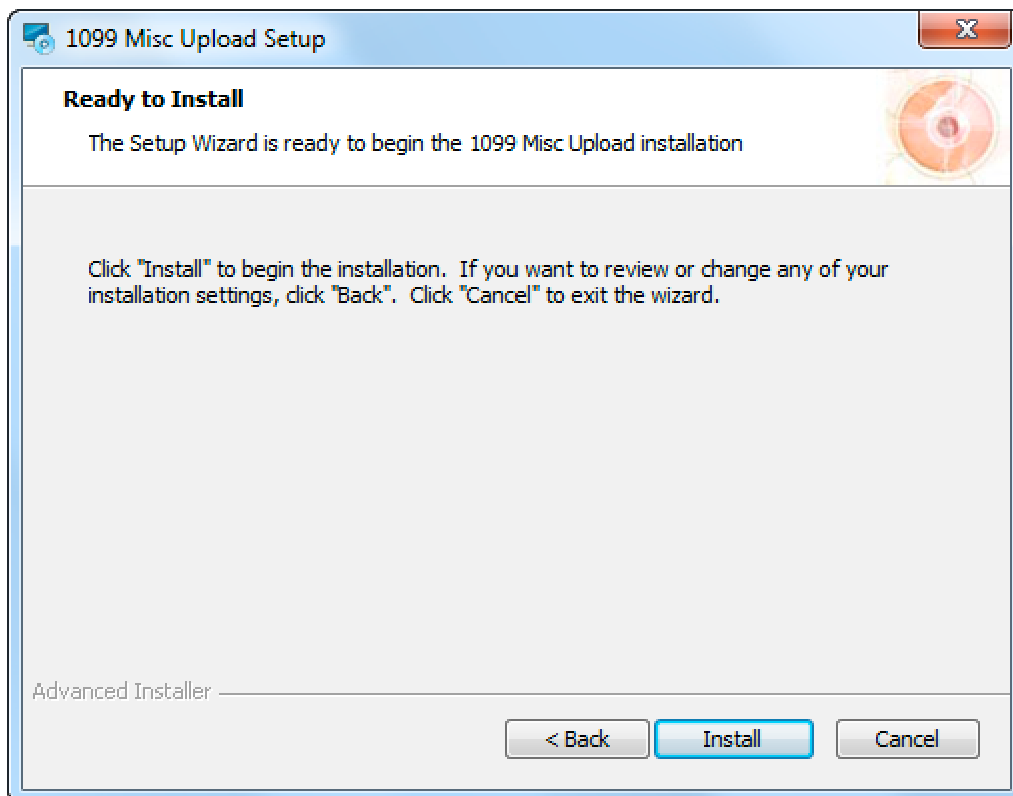 1099 Misc Upload Setup
X
Ready to Install
The Setup Wizard is ready to begin the 1099 Misc Upload installation
Click "Install" to begin the installation.  If you want to review or change any of your
installation settings, click "Back".  Click "Cancel" to exit the wizard.
Advanced Installer
< Back
Install
Cancel